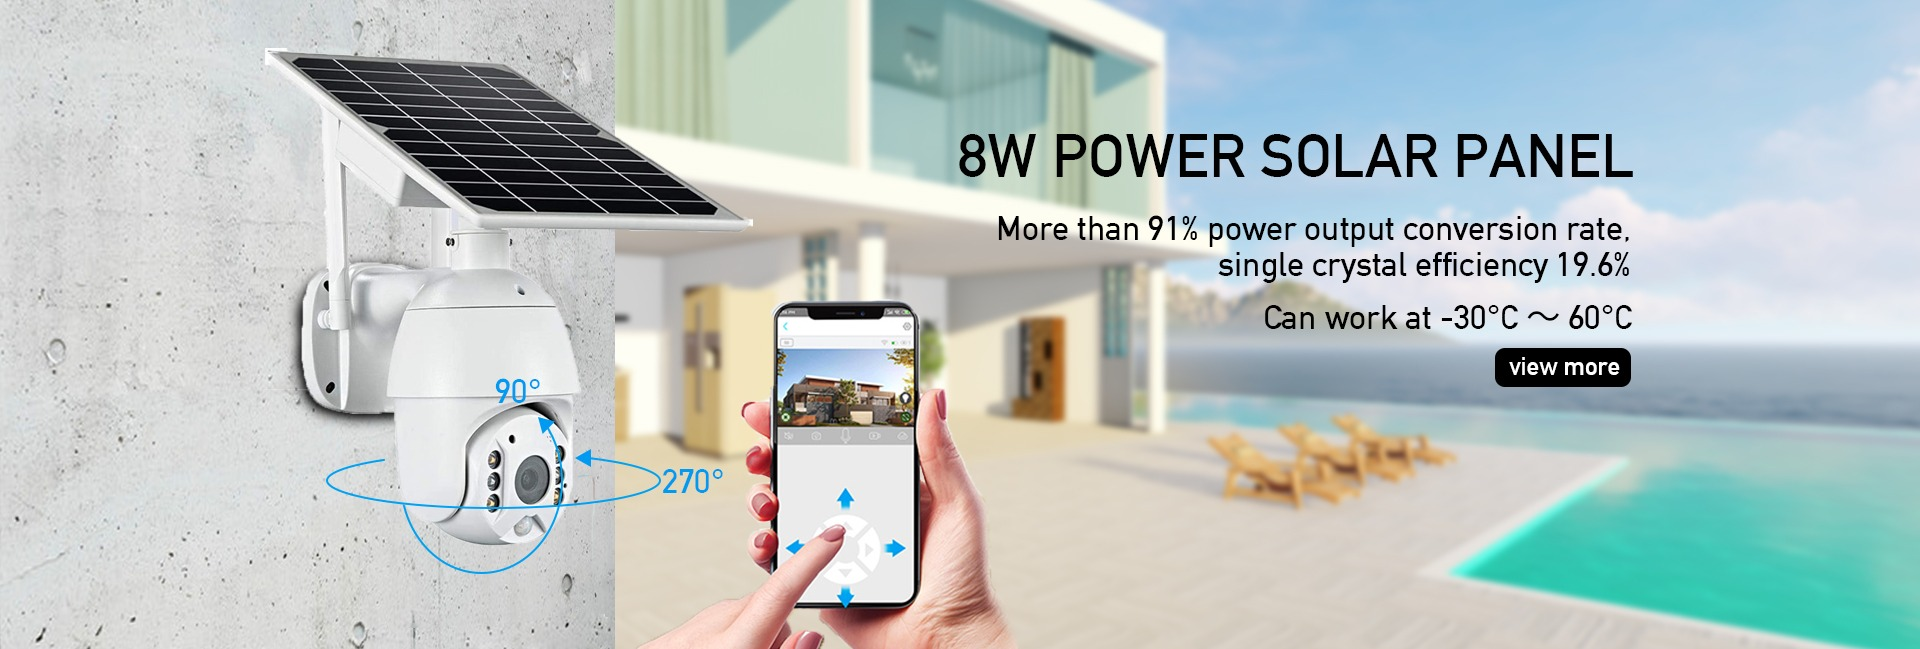 8W POWER SOLAR PANEL
More than 91% power output conversion rate,
single crystal efficiency 19.6%
Can work at -30°C ～ 60°C
view more
90°
270°